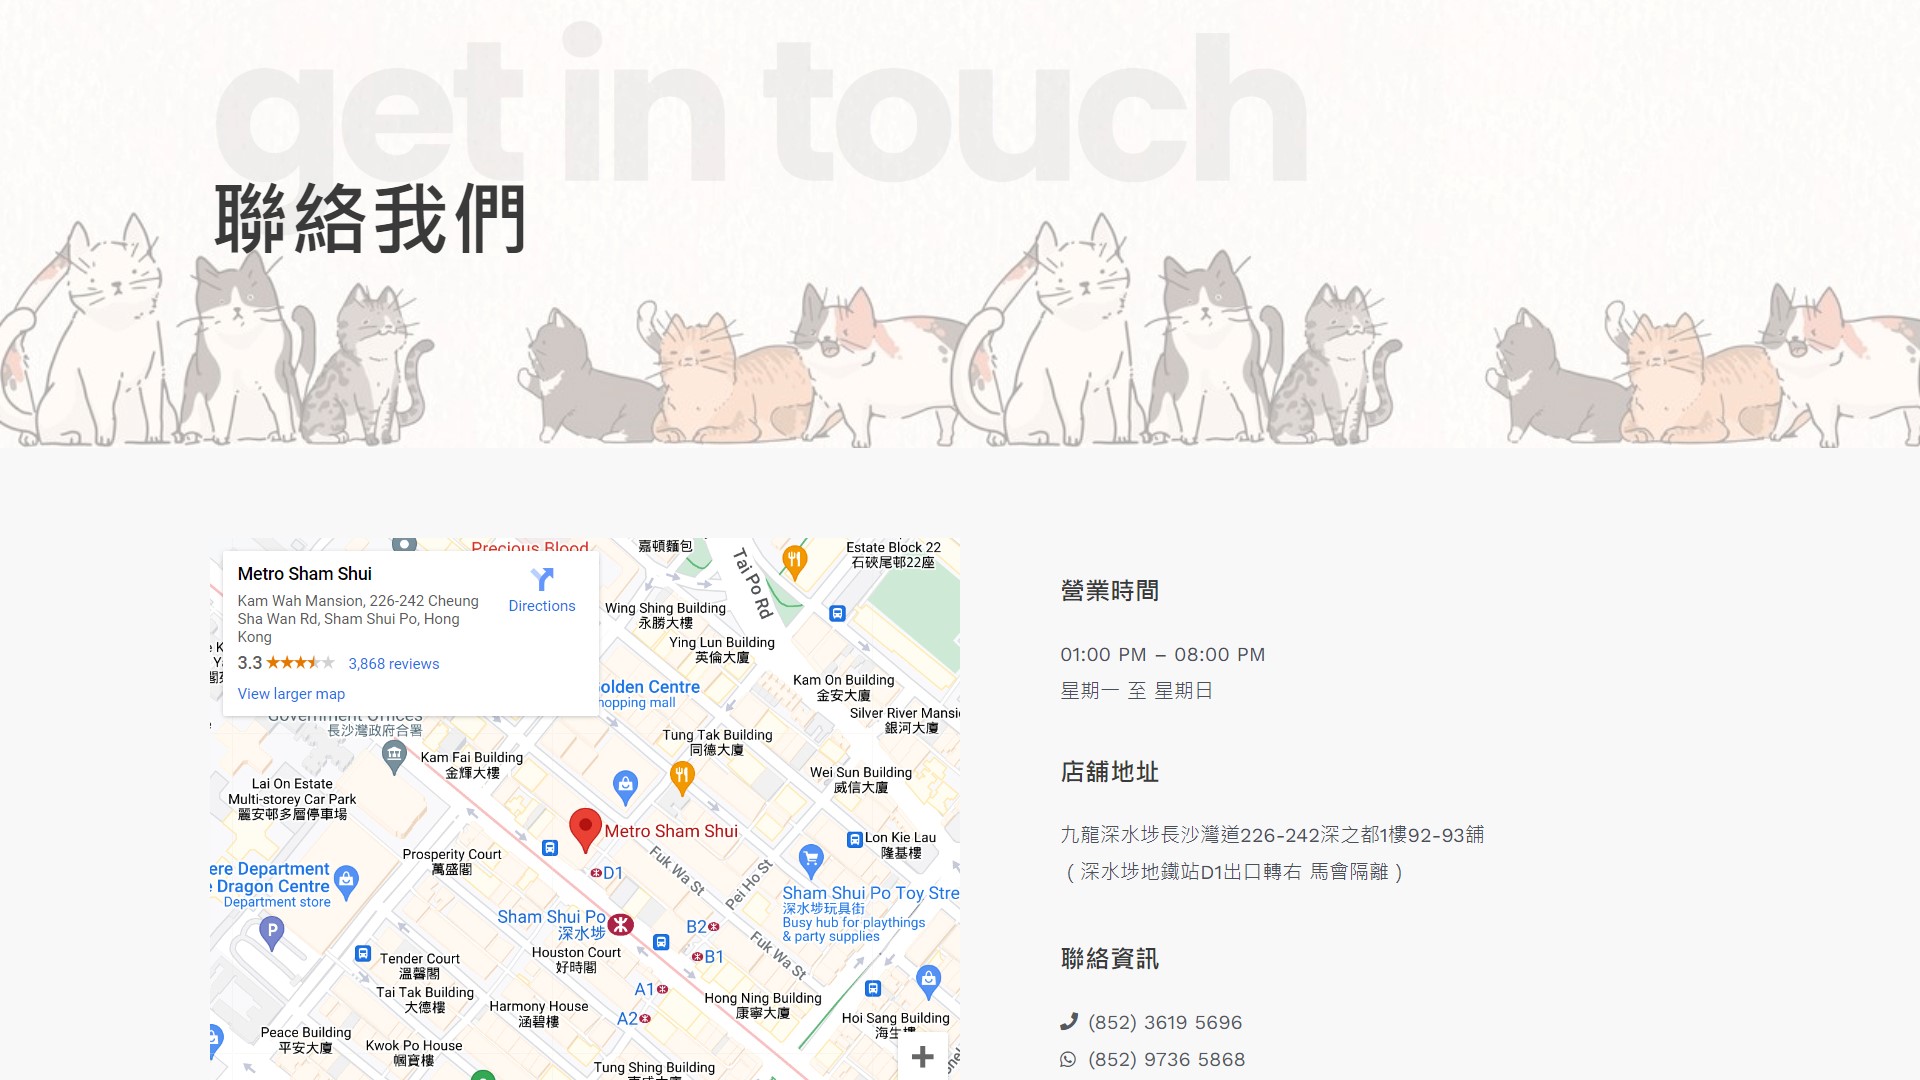 get in touch
聯絡我們
Precious Blood
嘉頓麵包
Tai Po Rd
Estate Block 22
石硤尾邨22座
Metro Sham Shui
Kam Wah Mansion, 226-242 Cheung
Sha Wan Rd, Sham Shui Po, Hong
Kong
3.3
3,868 reviews
View larger map
Directions
Wing Shing Building
永勝大樓
Ying Lun Building
英倫大廈
Kam On Building
金安大廈
olden Centre
hopping mall
Silver River Mansi
銀河大廈
Government Offices
長沙灣政府合署
Tung Tak Building
同德大廈
Kam Fai Building
金輝大樓
Wei Sun Building
威信大廈
Lai On Estate
Multi-storey Car Park
麗安邨多層停車場
Metro Sham Shui
Lon Kie Lau
隆基樓
Prosperity Court
萬盛閣
D1
Fuk Wa St
Pei Ho St
ere Department
e Dragon Centre
Department store
Sham Shui Po Toy Stre
深水埗玩具街
Busy hub for playthings
& party supplies
P
Sham Shui Po
深水埗
B2
B1
Fuk Wa St
Houston Court
好時閣
Tender Court
溫馨閣
Tai Tak Building
大德樓
A1
A2
Harmony House
涵碧樓
Hong Ning Building
康寧大廈
Hoi Sang Building
海生樓
Peace Building
平安大廈
Kwok Po House
幗寶樓
Tung Shing Building
營業時間
01:00 PM – 08:00 PM
星期一 至 星期日
店舖地址
九龍深水埗長沙灣道226-242深之都1樓92-93舖
( 深水埗地鐵站D1出口轉右 馬會隔離 )
聯絡資訊
(852) 3619 5696
(852) 9736 5868